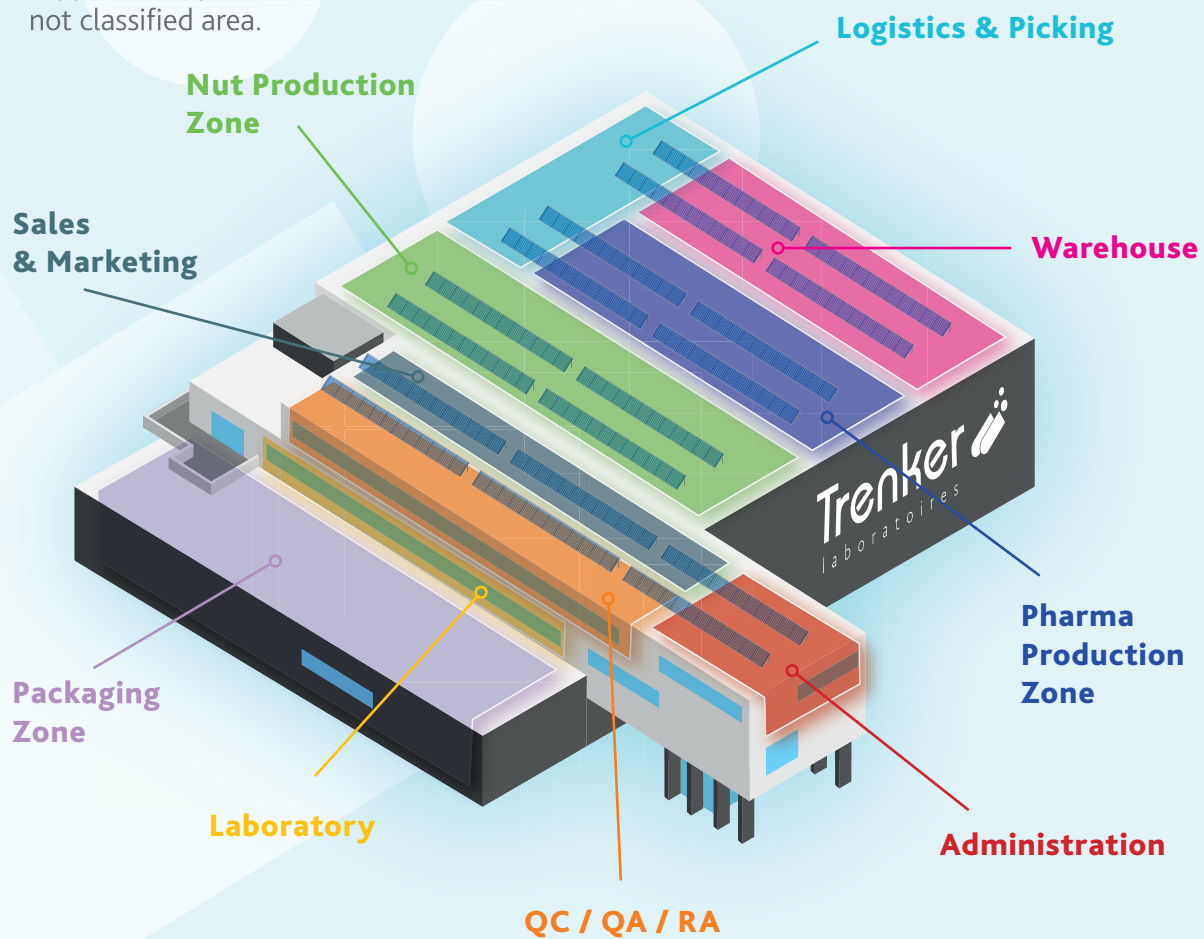 not classified area.
Logistics & Picking
Nut Production
Zone
Sales
& Marketing
Warehouse
Trenker
laboratoires
Pharma
Production
Zone
Packaging
Zone
Laboratory
Administration
QC / QA / RA